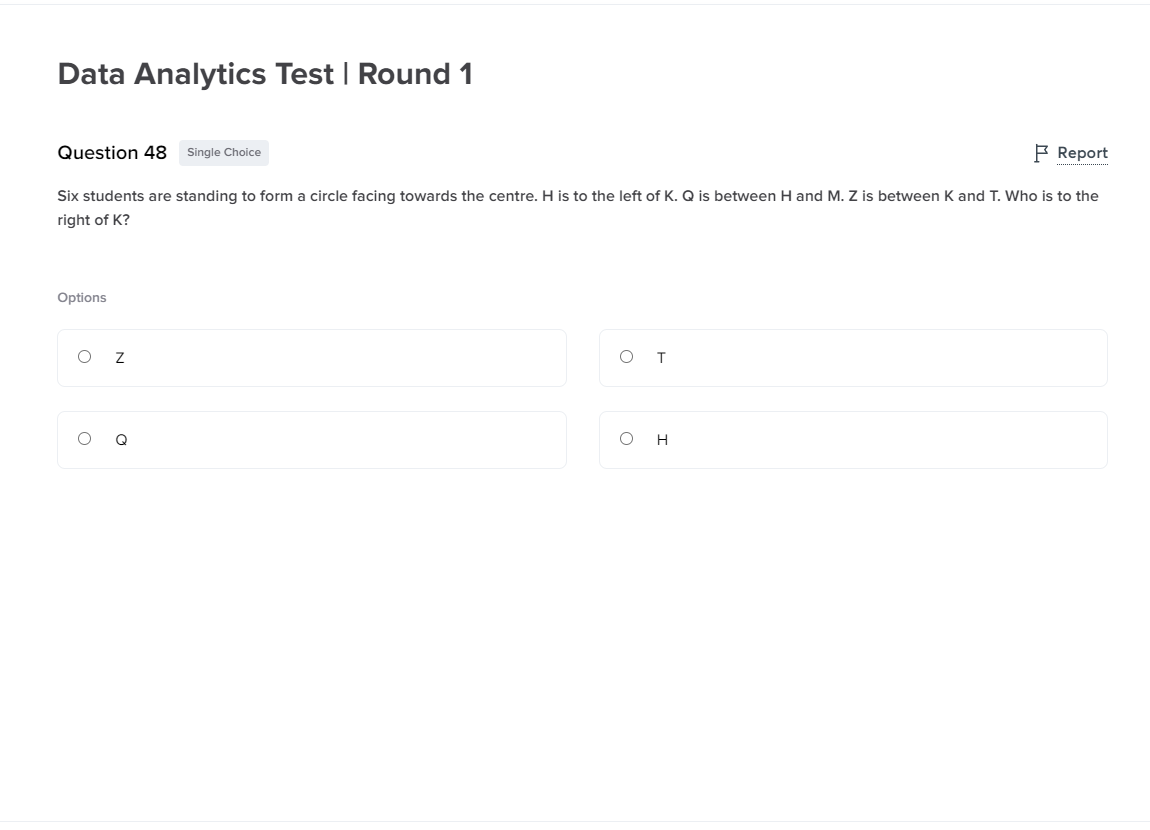 Data Analytics Test | Round 1
Question 48 Single Choice Report
Six students are standing to form a circle facing towards the centre. H is to the left of K. Q is between H and M. Z is between K and T. Who is to the
right of K?
Options
Z T
Q H